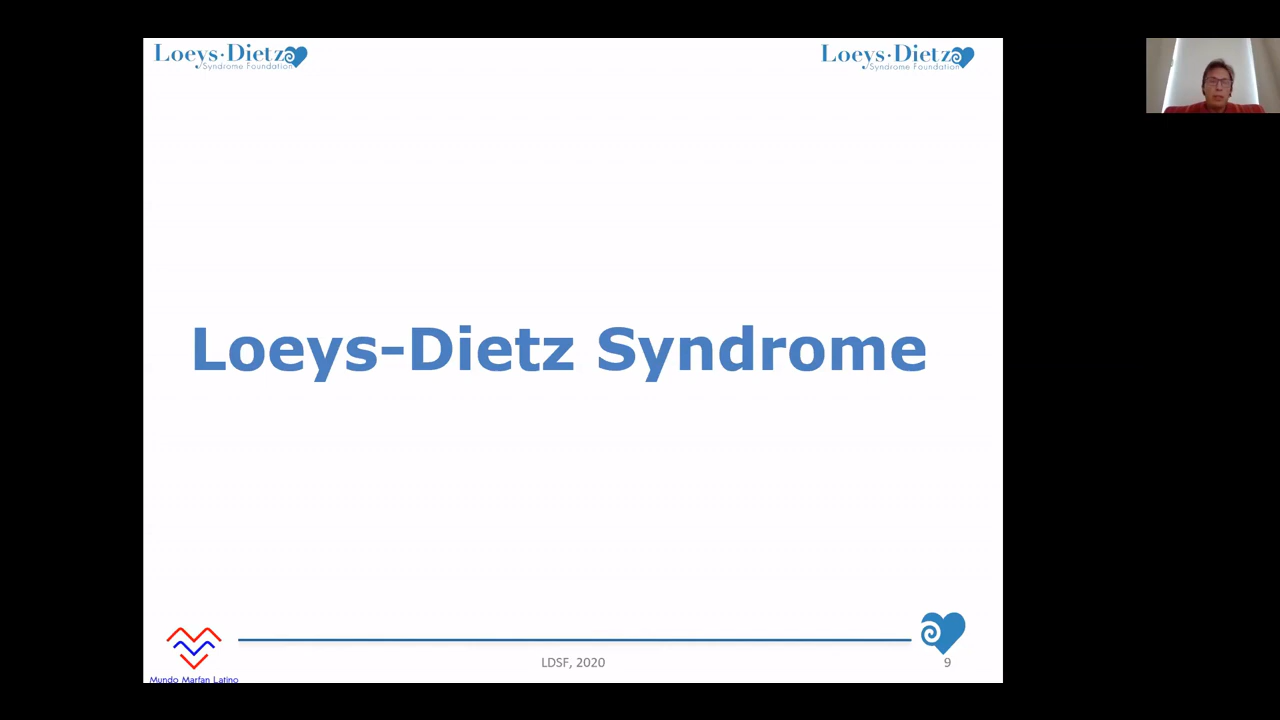 Loeys·Dietz
Syndrome Foundation
Loeys·Dietz
Syndrome Foundation
Loeys-Dietz Syndrome
LDSF, 2020
9
Mundo Marfan Latino